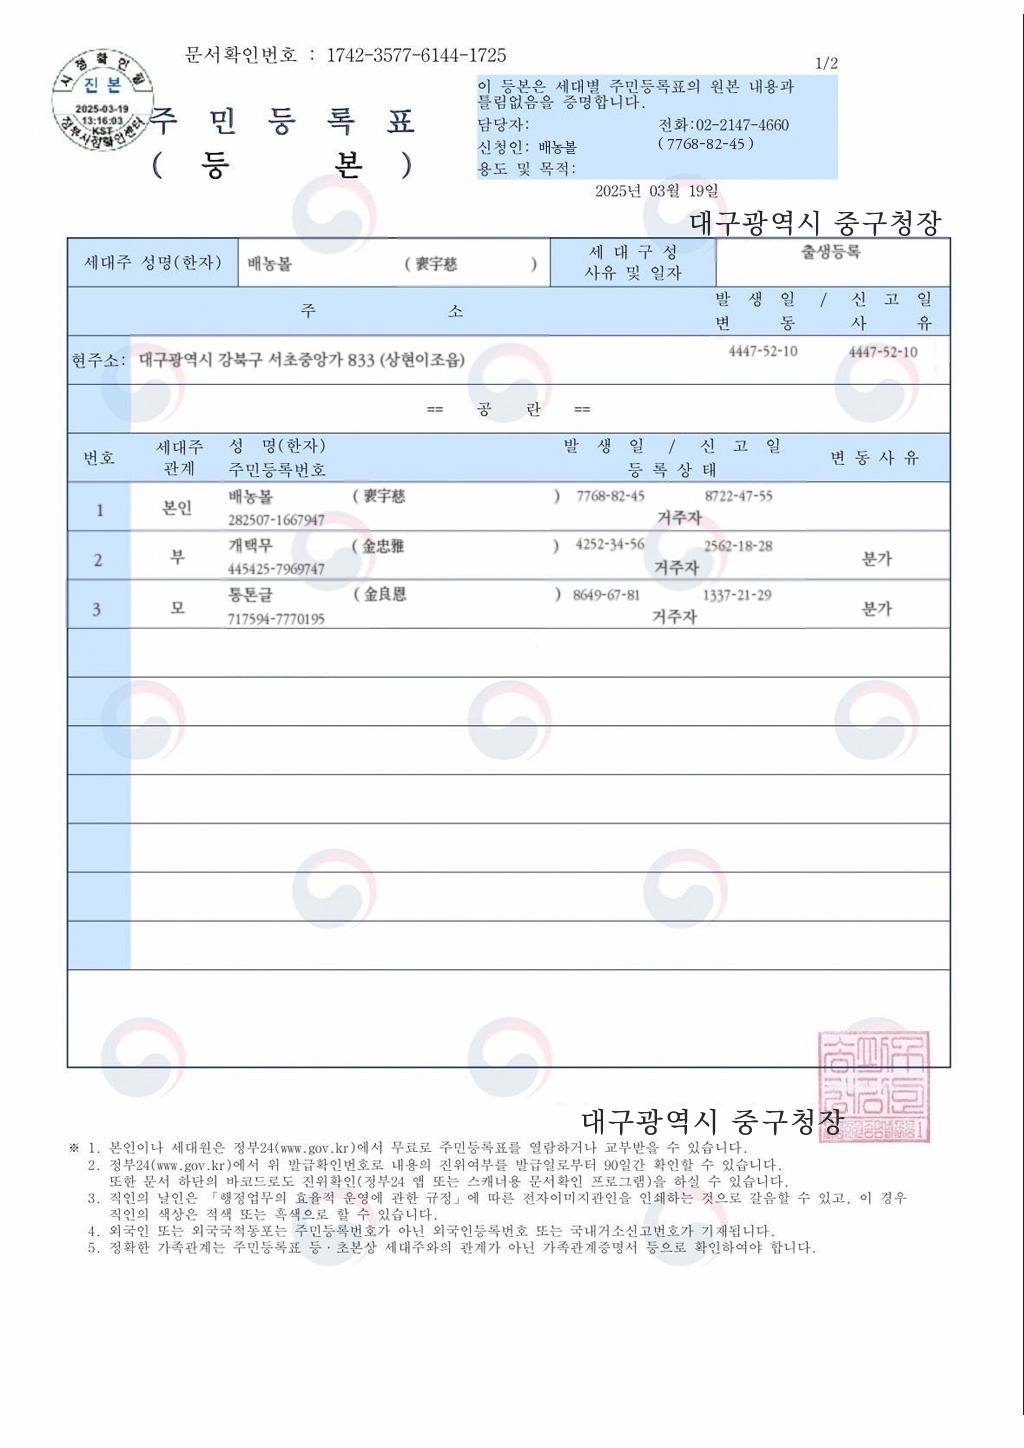 문서확인번호 : 1742-3577-6144-1725
1/2
시점확인필
진본
2025-03-19
13:16:03
KST
정부시점확인센터
주 민 등 록 표
( 등 본 )
이 등본은 세대별 주민등록표의 원본 내용과
틀림없음을 증명합니다.
담당자: 전화:02-2147-4660
신청인: 배농볼 (7768-82-45)
용도 및 목적:
2025년 03월 19일
대구광역시 중구청장
세대주 성명(한자) 배농볼 (裵宇慈 ) 세 대 구 성 사유 및 일자 출생등록
주 소 발 생 일 / 신 고 일
변 동 사 유
현주소: 대구광역시 강북구 서초중앙가 833 (상현이조읍) 4447-52-10 4447-52-10
== 공 란 ==
번호 세대주 관계 성 명(한자) 주민등록번호 발 생 일 / 신 고 일 등 록 상 태 변 동 사 유
1 본인 배농볼 (裵宇慈 ) 7768-82-45 8722-47-55
282507-1667947 거주자
2 부 개택무 (金忠雅 ) 4252-34-56 2562-18-28 분가
445425-7969747 거주자
3 모 통톤글 (金良恩 ) 8649-67-81 1337-21-29 분가
717594-7770195 거주자
대구광역시 중구청장
※ 1. 본인이나 세대원은 정부24(www.gov.kr)에서 무료로 주민등록표를 열람하거나 교부받을 수 있습니다.
2. 정부24(www.gov.kr)에서 위 발급확인번호로 내용의 진위여부를 발급일로부터 90일간 확인할 수 있습니다.
또한 문서 하단의 바코드로도 진위확인(정부24 앱 또는 스캐너용 문서확인 프로그램)을 하실 수 있습니다.
3. 직인의 날인은 「행정업무의 효율적 운영에 관한 규정」에 따른 전자이미지관인을 인쇄하는 것으로 갈음할 수 있고, 이 경우
직인의 색상은 적색 또는 흑색으로 할 수 있습니다.
4. 외국인 또는 외국국적동포는 주민등록번호가 아닌 외국인등록번호 또는 국내거소신고번호가 기재됩니다.
5. 정확한 가족관계는 주민등록표 등·초본상 세대주와의 관계가 아닌 가족관계증명서 등으로 확인하여야 합니다.